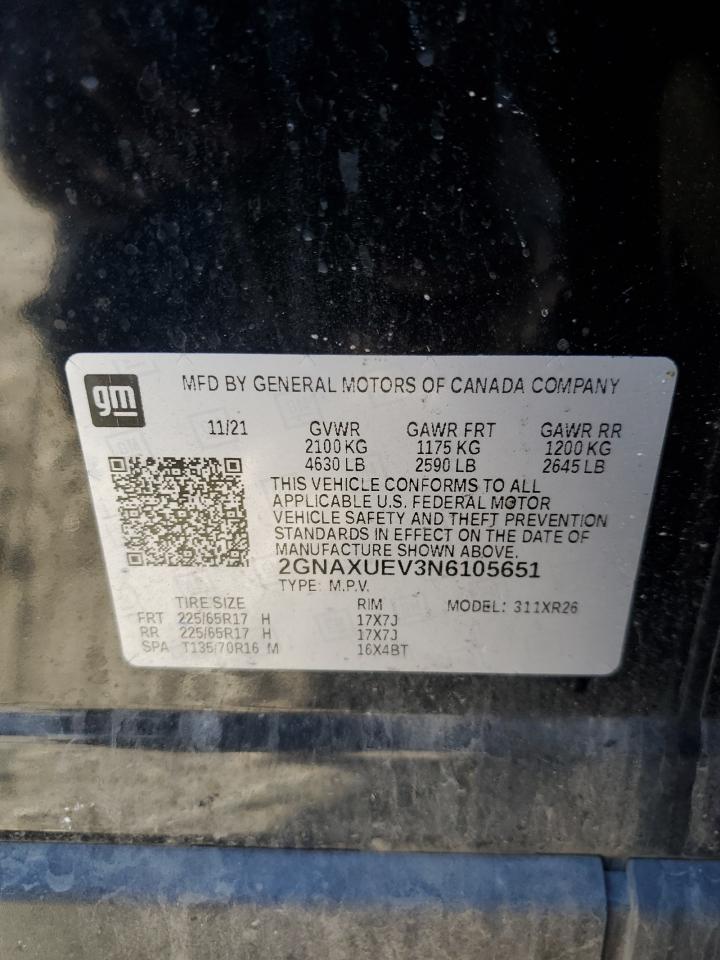 gm
MFD BY GENERAL MOTORS OF CANADA COMPANY
11/21 GVWR GAWR FRT GAWR RR
2100 KG 1175 KG 1200 KG
4630 LB 2590 LB 2645 LB
THIS VEHICLE CONFORMS TO ALL
APPLICABLE U.S. FEDERAL MOTOR
VEHICLE SAFETY AND THEFT PREVENTION
STANDARDS IN EFFECT ON THE DATE OF
MANUFACTURE SHOWN ABOVE.
2GNAXUEV3N6105651
TYPE: M.P.V.
TIRE SIZE RIM MODEL: 311XR26
FRT 225/65R17 H 17X7J
RR 225/65R17 H 17X7J
SPA T135/70R16 M 16X4BT